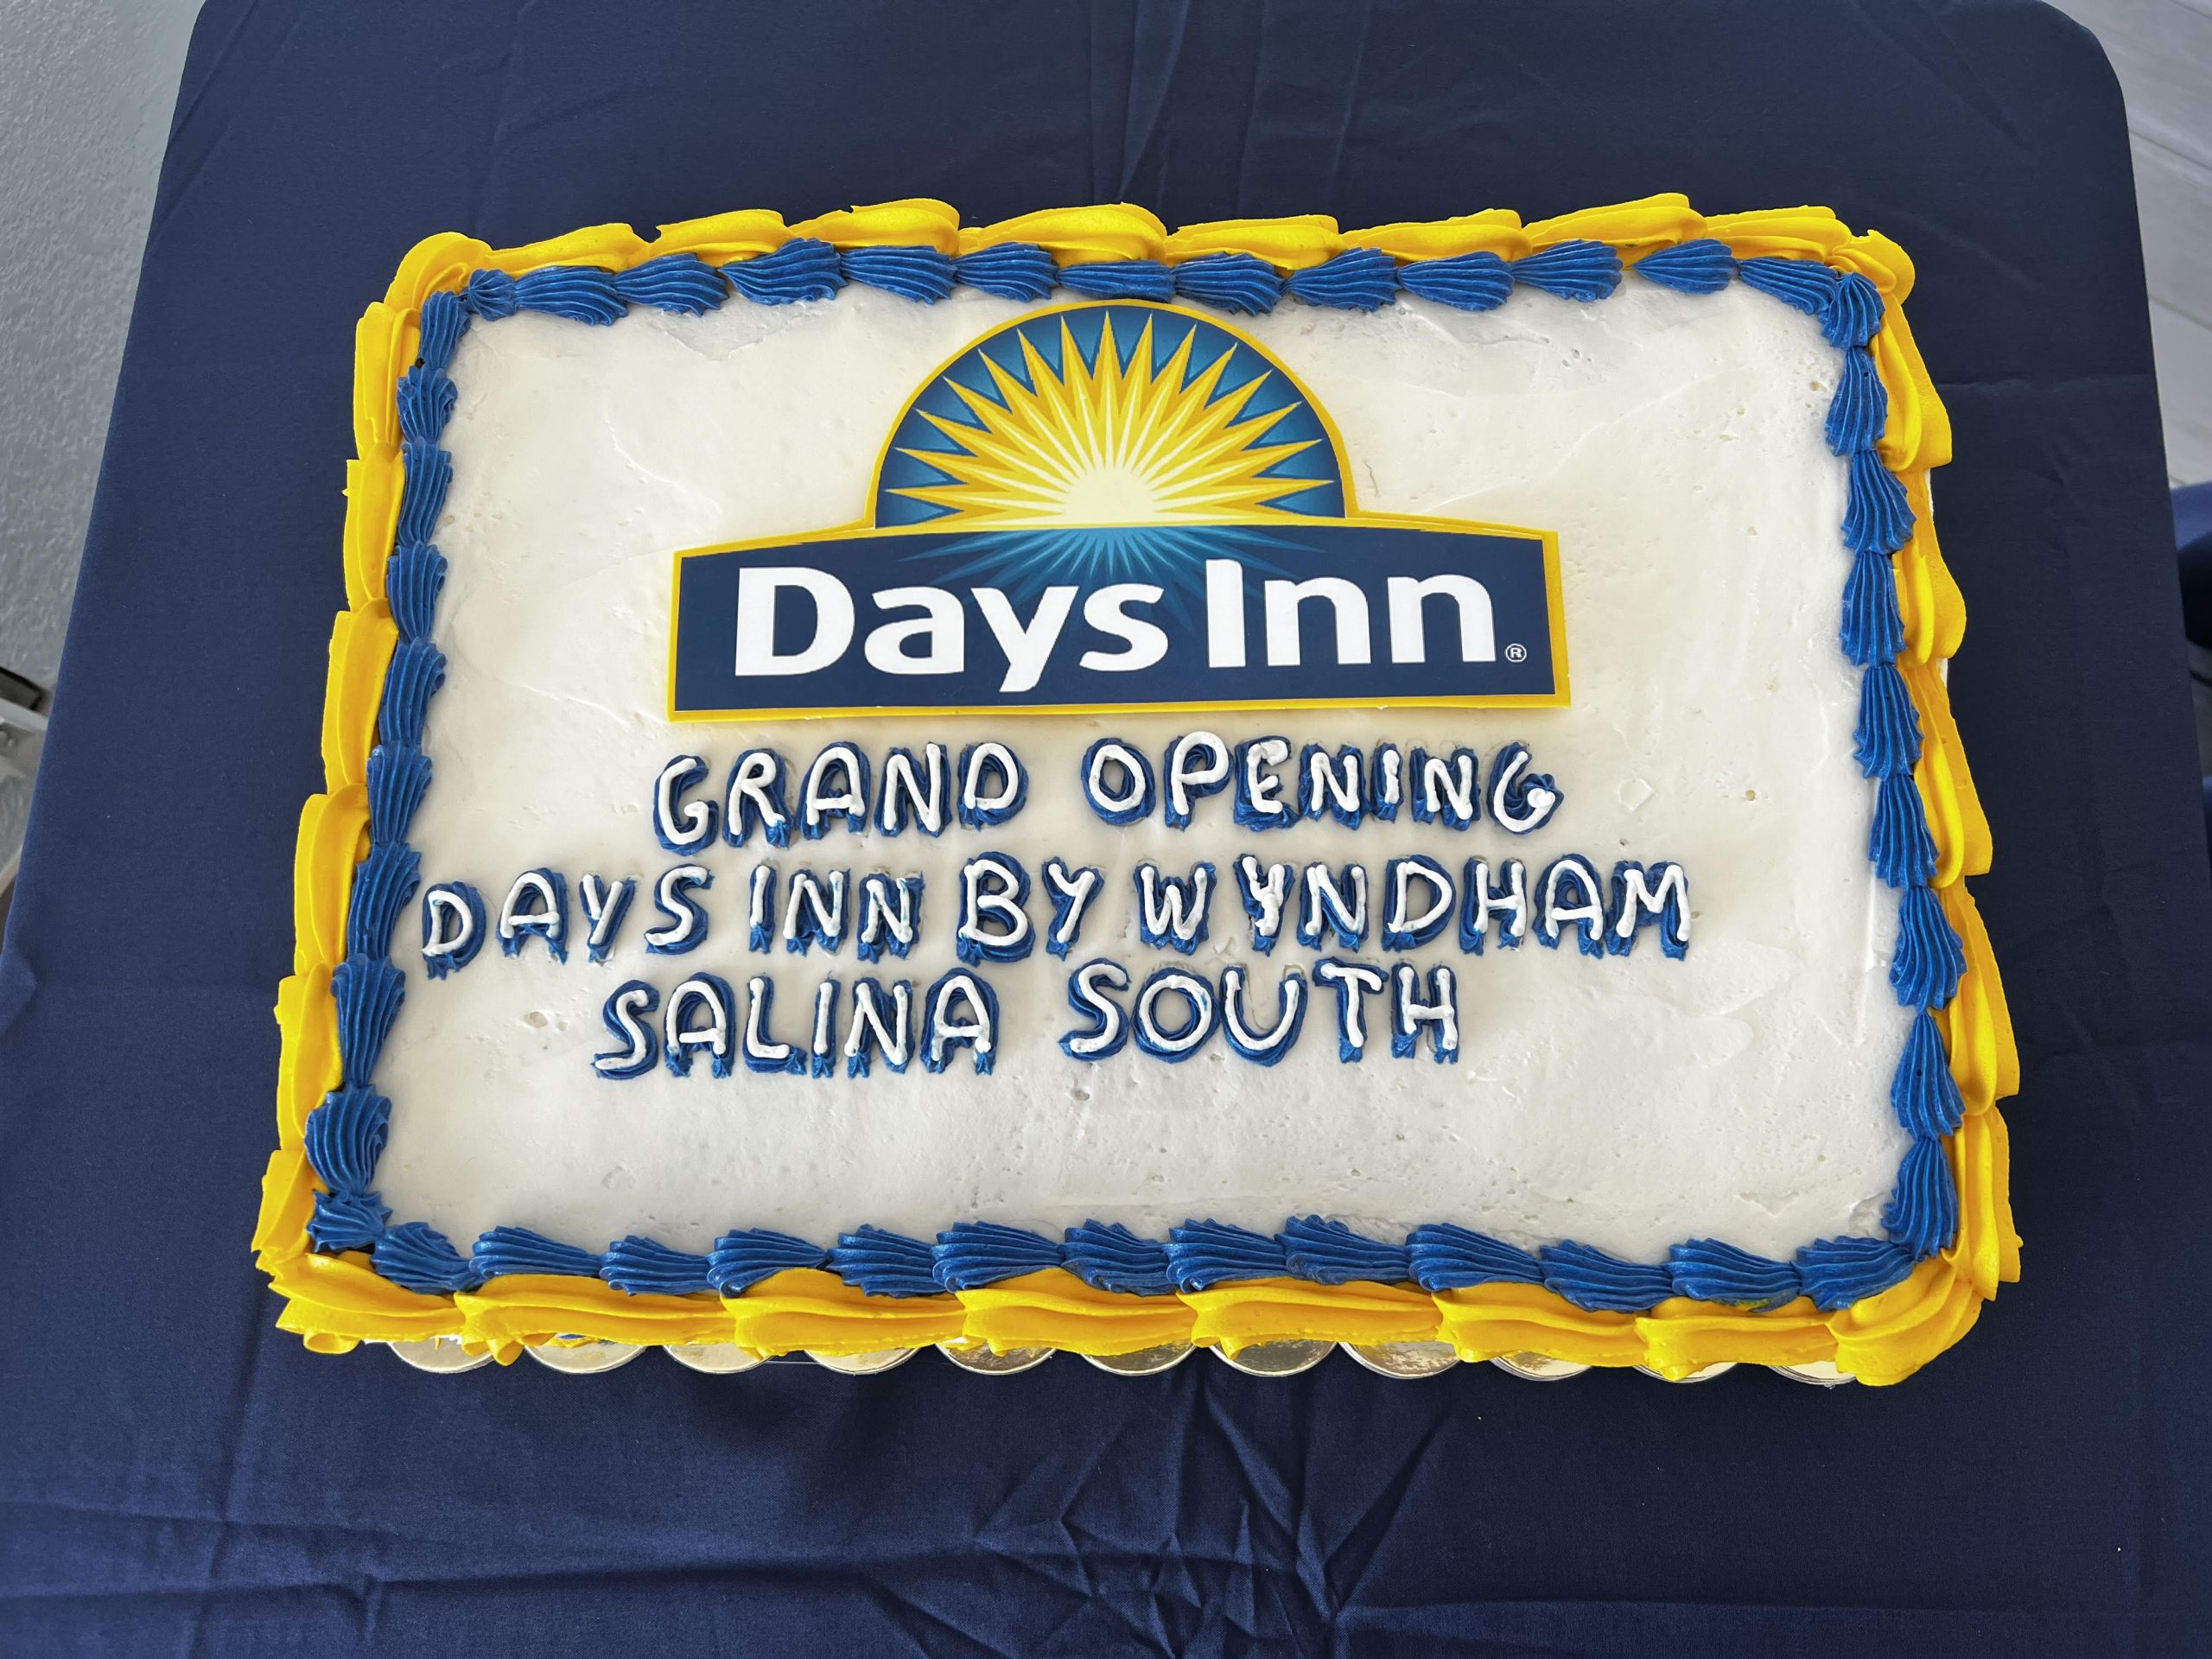 Days Inn®
GRAND OPENING
DAYS INN BY WYNDHAM
SALINA SOUTH